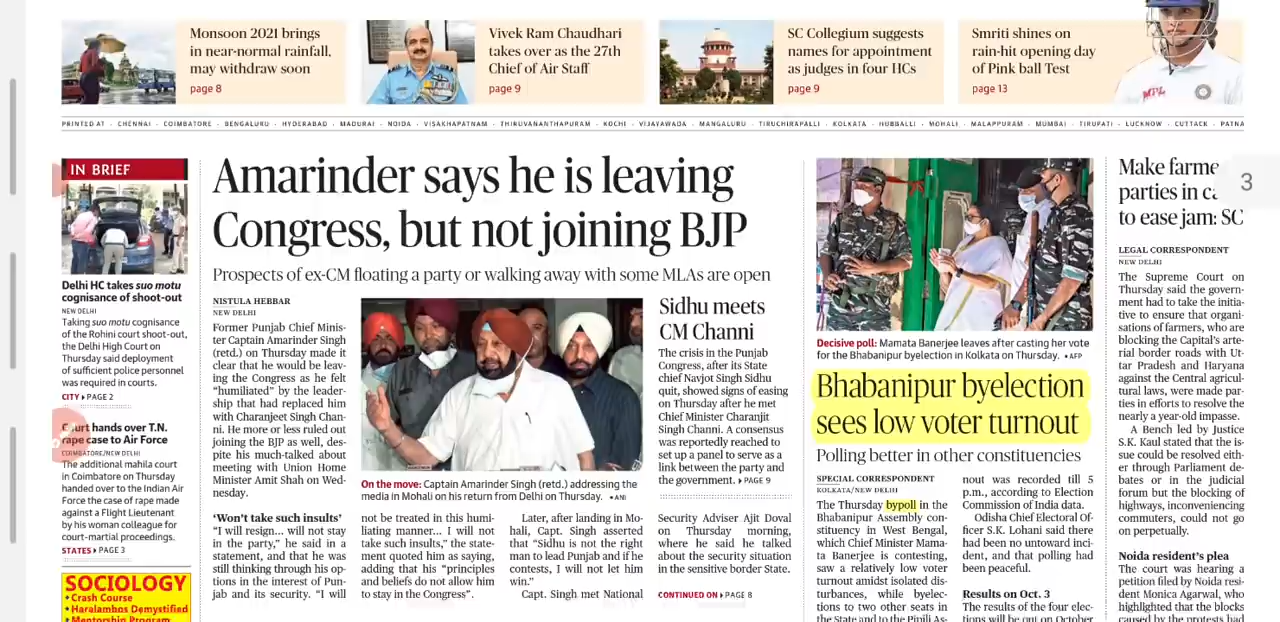 Monsoon 2021 brings
in near-normal rainfall,
may withdraw soon
page 8
Vivek Ram Chaudhari
takes over as the 27th
Chief of Air Staff
page 9
SC Collegium suggests
names for appointment
as judges in four HCs
page 9
Smriti shines on
rain-hit opening day
of Pink ball Test
page 13
MPL
PRINTED AT · CHENNAI · COIMBATORE · BENGALURU · HYDERABAD · MADURAI · NOIDA · VISAKHAPATNAM · THIRUVANANTHAPURAM · KOCHI · VIJAYAWADA · MANGALURU · TIRUCHIRAPALLI · KOLKATA · HUBBALLI · MOHALI · MALAPPURAM · MUMBAI · TIRUPATI · LUCKNOW · CUTTACK · PATNA
IN BRIEF
Delhi HC takes suo motu
cognisance of shoot-out
NEW DELHI
Taking suo motu cognisance
of the Rohini court shoot-out,
the Delhi High Court on
Thursday said deployment
of sufficient police personnel
was required in courts.
CITY ▸ PAGE 2
Court hands over T.N.
rape case to Air Force
COIMBATORE/NEW DELHI
The additional mahila court
in Coimbatore on Thursday
handed over to the Indian Air
Force the case of rape made
against a Flight Lieutenant
by his woman colleague for
court-martial proceedings.
STATES ▸ PAGE 3
SOCIOLOGY
• Crash Course
• Haralambos Demystified
• Mentorship Program
Amarinder says he is leaving
Congress, but not joining BJP
Prospects of ex-CM floating a party or walking away with some MLAs are open
NISTULA HEBBAR
NEW DELHI
Former Punjab Chief Minis-
ter Captain Amarinder Singh
(retd.) on Thursday made it
clear that he would be leav-
ing the Congress as he felt
“humiliated” by the leader-
ship that had replaced him
with Charanjeet Singh Chan-
ni. He more or less ruled out
joining the BJP as well, des-
pite his much-talked about
meeting with Union Home
Minister Amit Shah on Wed-
nesday.
‘Won’t take such insults’
“I will resign... will not stay
in the party,” he said in a
statement, and that he was
still thinking through his op-
tions in the interest of Pun-
jab and its security. “I will
On the move: Captain Amarinder Singh (retd.) addressing the
media in Mohali on his return from Delhi on Thursday. • ANI
not be treated in this humi-
liating manner... I will not
take such insults,” the state-
ment quoted him as saying,
adding that his “principles
and beliefs do not allow him
to stay in the Congress”.
Later, after landing in Mo-
hali, Capt. Singh asserted
that “Sidhu is not the right
man to lead Punjab and if he
contests, I will not let him
win.”
Capt. Singh met National
Sidhu meets
CM Channi
The crisis in the Punjab
Congress, after its State
chief Navjot Singh Sidhu
quit, showed signs of easing
on Thursday after he met
Chief Minister Charanjit
Singh Channi. A consensus
was reportedly reached to
set up a panel to serve as a
link between the party and
the government. ▸ PAGE 9
Security Adviser Ajit Doval
on Thursday morning,
where he said he talked
about the security situation
in the sensitive border State.
CONTINUED ON ▸ PAGE 8
Decisive poll: Mamata Banerjee leaves after casting her vote
for the Bhabanipur byelection in Kolkata on Thursday. • AFP
Bhabanipur byelection
sees low voter turnout
Polling better in other constituencies
SPECIAL CORRESPONDENT
KOLKATA/NEW DELHI
The Thursday bypoll in the
Bhabanipur Assembly con-
stituency in West Bengal,
which Chief Minister Mama-
ta Banerjee is contesting,
saw a relatively low voter
turnout amidst isolated dis-
turbances, while byelec-
tions to two other seats in
the State and the Pipili As-
nout was recorded till 5
p.m., according to Election
Commission of India data.
Odisha Chief Electoral Of-
ficer S.K. Lohani said there
had been no untoward inci-
dent, and that polling had
been peaceful.
Results on Oct. 3
The results of the four elec-
tions will be out on October
Make farme
parties in ca
to ease jam: SC
3
LEGAL CORRESPONDENT
NEW DELHI
The Supreme Court on
Thursday said the govern-
ment had to take the initia-
tive to ensure that organi-
sations of farmers, who are
blocking the Capital’s arte-
rial border roads with Ut-
tar Pradesh and Haryana
against the Central agricul-
tural laws, were made par-
ties in efforts to resolve the
nearly a year-old impasse.
A Bench led by Justice
S.K. Kaul stated that the is-
sue could be resolved eith-
er through Parliament de-
bates or in the judicial
forum but the blocking of
highways, inconveniencing
commuters, could not go
on perpetually.
Noida resident’s plea
The court was hearing a
petition filed by Noida resi-
dent Monica Agarwal, who
highlighted that the blocks
caused by the protests had